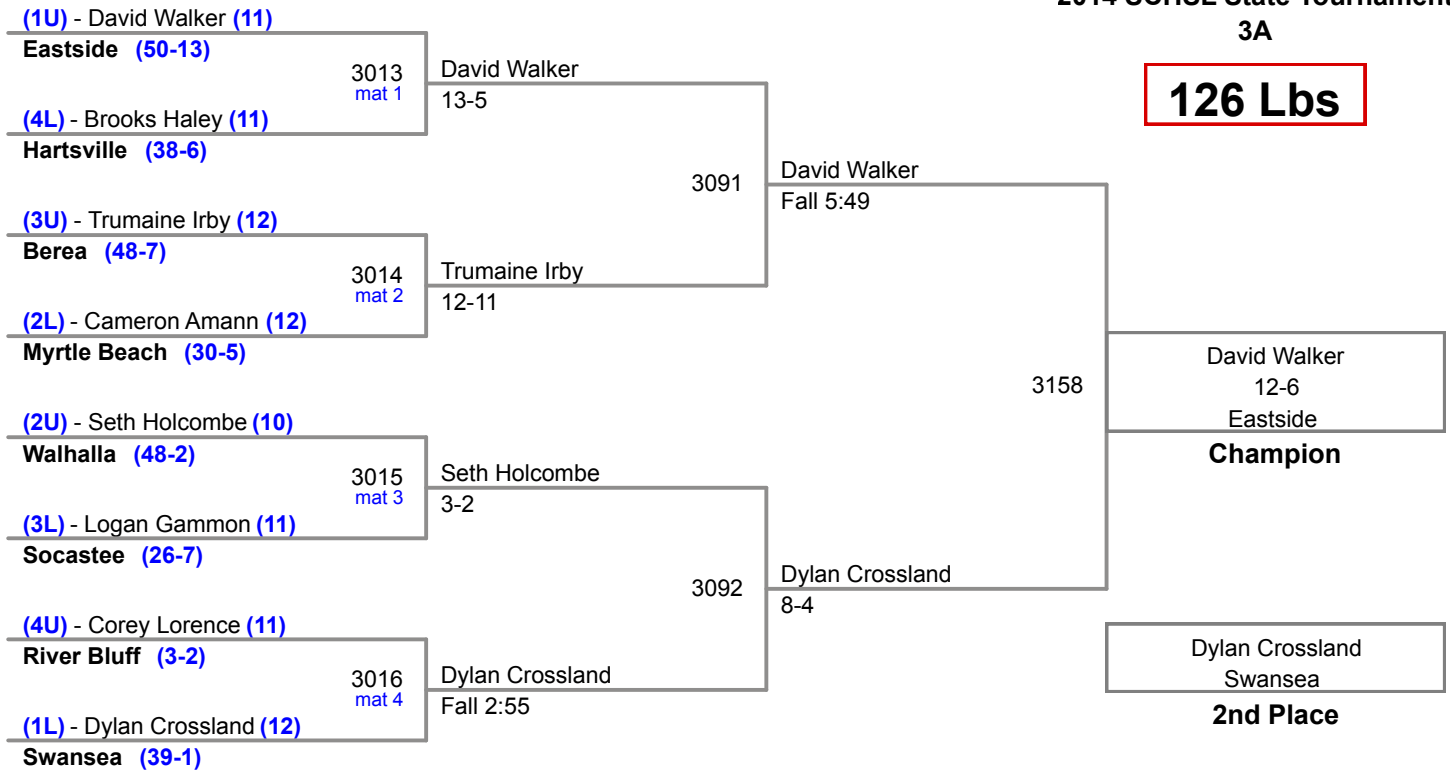 2014 SCHSL State Tournament
3A
126 Lbs
(1U) - David Walker (11)
Eastside (50-13)
3013
mat 1
David Walker
13-5
(4L) - Brooks Haley (11)
Hartsville (38-6)
3091
David Walker
Fall 5:49
(3U) - Trumaine Irby (12)
Berea (48-7)
3014
mat 2
Trumaine Irby
12-11
(2L) - Cameron Amann (12)
Myrtle Beach (30-5)
3158
David Walker
12-6
Eastside
Champion
(2U) - Seth Holcombe (10)
Walhalla (48-2)
3015
mat 3
Seth Holcombe
3-2
(3L) - Logan Gammon (11)
Socastee (26-7)
3092
Dylan Crossland
8-4
(4U) - Corey Lorence (11)
River Bluff (3-2)
3016
mat 4
Dylan Crossland
Fall 2:55
(1L) - Dylan Crossland (12)
Swansea (39-1)
Dylan Crossland
Swansea
2nd Place